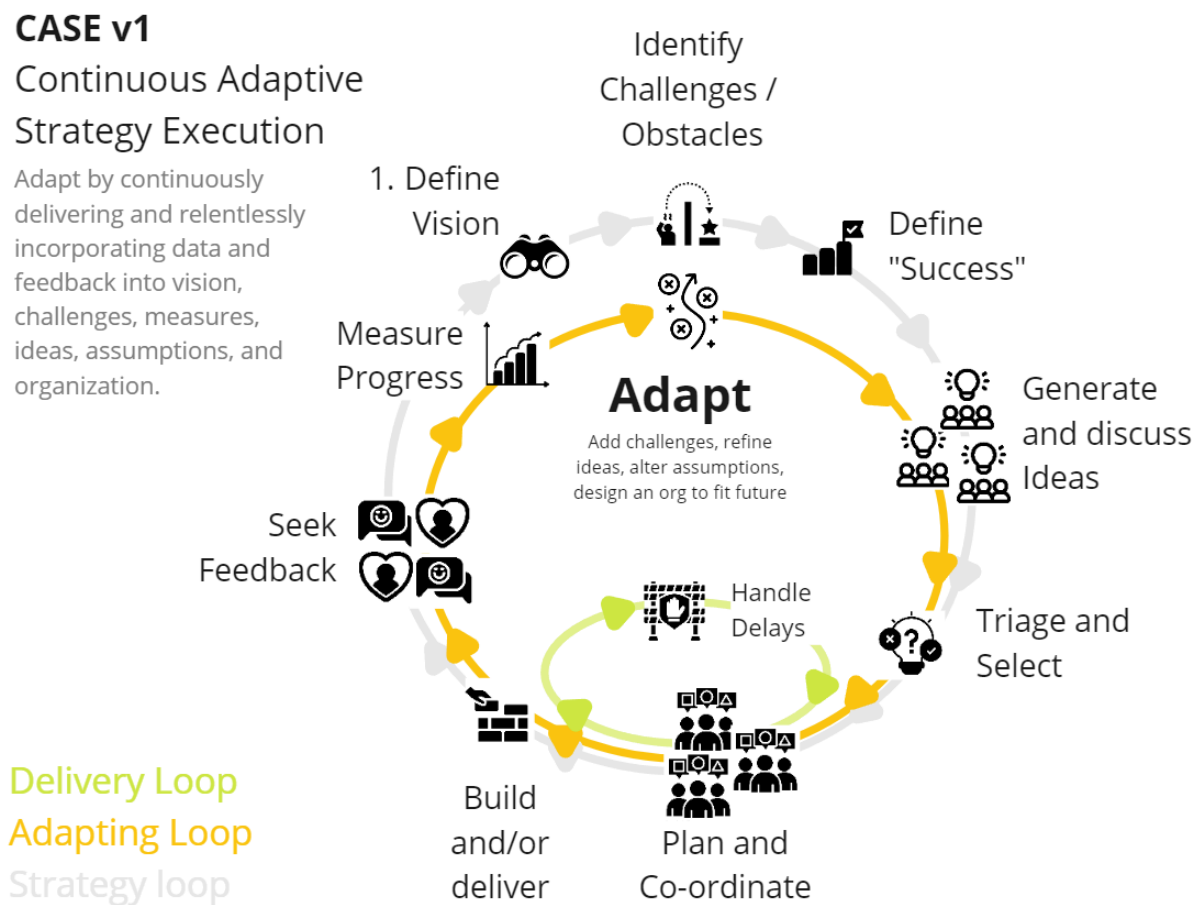 CASE v1
Continuous Adaptive
Strategy Execution
Adapt by continuously
delivering and relentlessly
incorporating data and
feedback into vision,
challenges, measures,
ideas, assumptions, and
organization.
1. Define
Vision
Identify
Challenges /
Obstacles
Define
"Success"
Generate
and discuss
Ideas
Triage and
Select
Plan and
Co-ordinate
Build
and/or
deliver
Seek
Feedback
Measure
Progress
Adapt
Add challenges, refine
ideas, alter assumptions,
design an org to fit future
Handle
Delays
?
Delivery Loop
Adapting Loop
Strategy loop